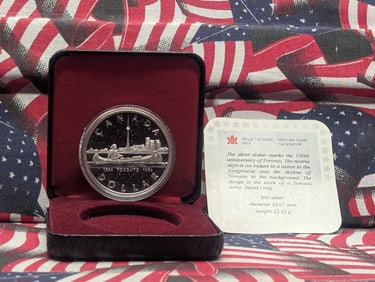 CANADA
1834 TORONTO 1984
DOLLAR
Royal Canadian Mint
Monnaie royale canadienne
The silver dollar marks the 150th
anniversary of Toronto. The reverse
depicts an Indian in a canoe in the
foreground and the skyline of
Toronto in the background. The
design is the work of a Toronto
artist, David Craig.
500 silver
diameter 36.07 mm
weight 23.33 g